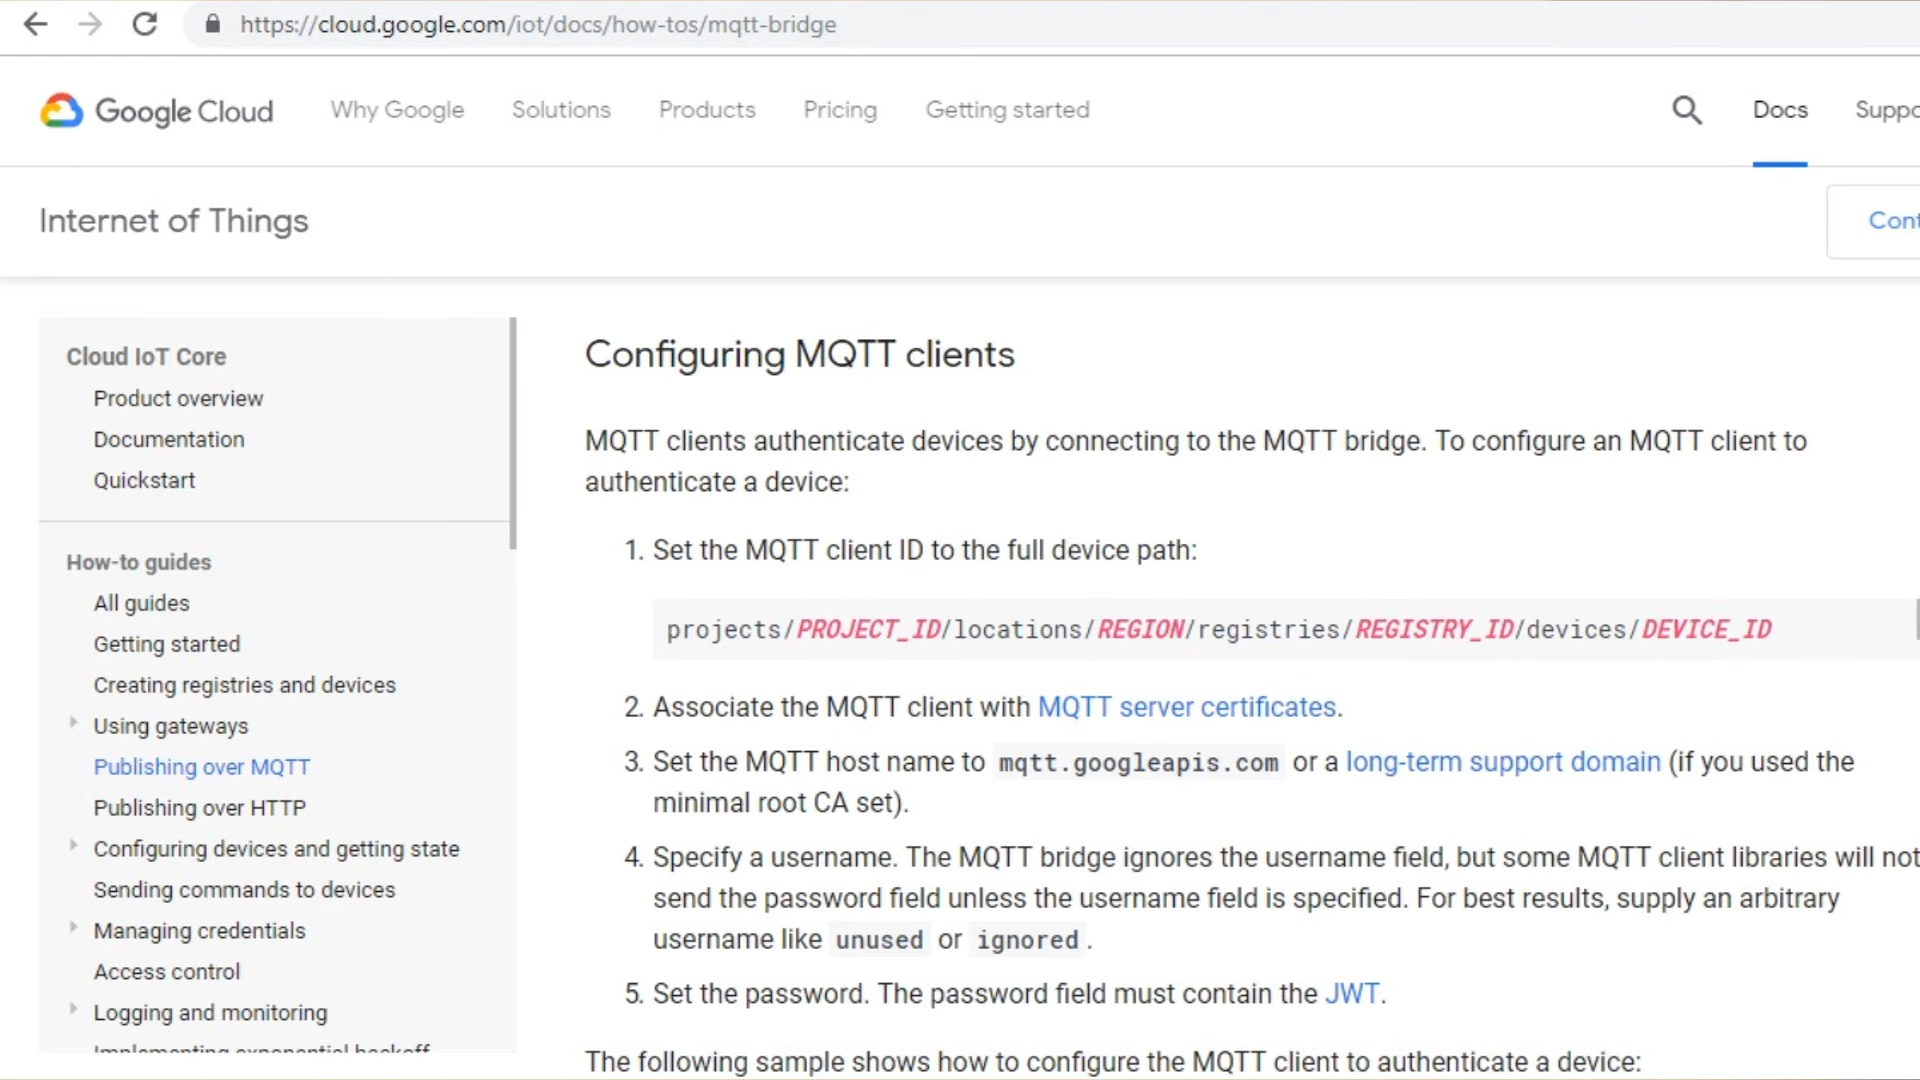 https://cloud.google.com/iot/docs/how-tos/mqtt-bridge
Google Cloud Why Google Solutions Products Pricing Getting started Docs
Internet of Things
Cloud IoT Core
Product overview
Documentation
Quickstart
How-to guides
All guides
Getting started
Creating registries and devices
Using gateways
Publishing over MQTT
Publishing over HTTP
Configuring devices and getting state
Sending commands to devices
Managing credentials
Access control
Logging and monitoring
Implementing exponential backoff
Configuring MQTT clients
MQTT clients authenticate devices by connecting to the MQTT bridge. To configure an MQTT client to
authenticate a device:
1. Set the MQTT client ID to the full device path:
projects/PROJECT_ID/locations/REGION/registries/REGISTRY_ID/devices/DEVICE_ID
2. Associate the MQTT client with MQTT server certificates.
3. Set the MQTT host name to mqtt.googleapis.com or a long-term support domain (if you used the
minimal root CA set).
4. Specify a username. The MQTT bridge ignores the username field, but some MQTT client libraries will not
send the password field unless the username field is specified. For best results, supply an arbitrary
username like unused or ignored.
5. Set the password. The password field must contain the JWT.
The following sample shows how to configure the MQTT client to authenticate a device: